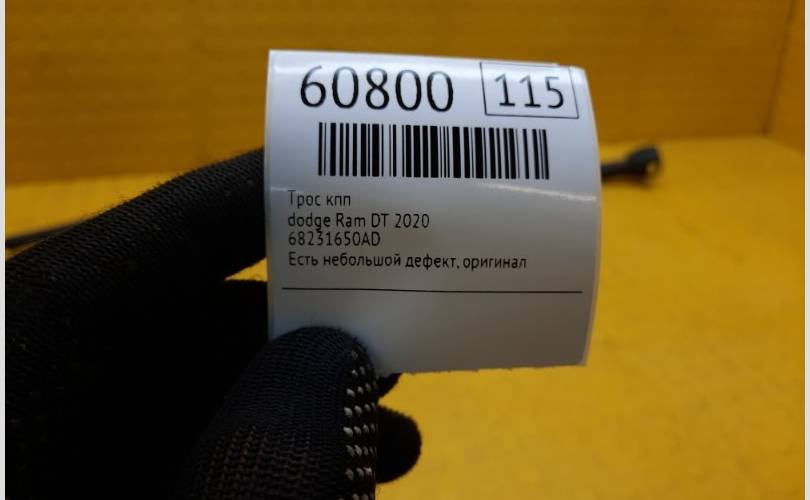 60800 115
Трос кпп
dodge Ram DT 2020
68231650AD
Есть небольшой дефект, оригинал